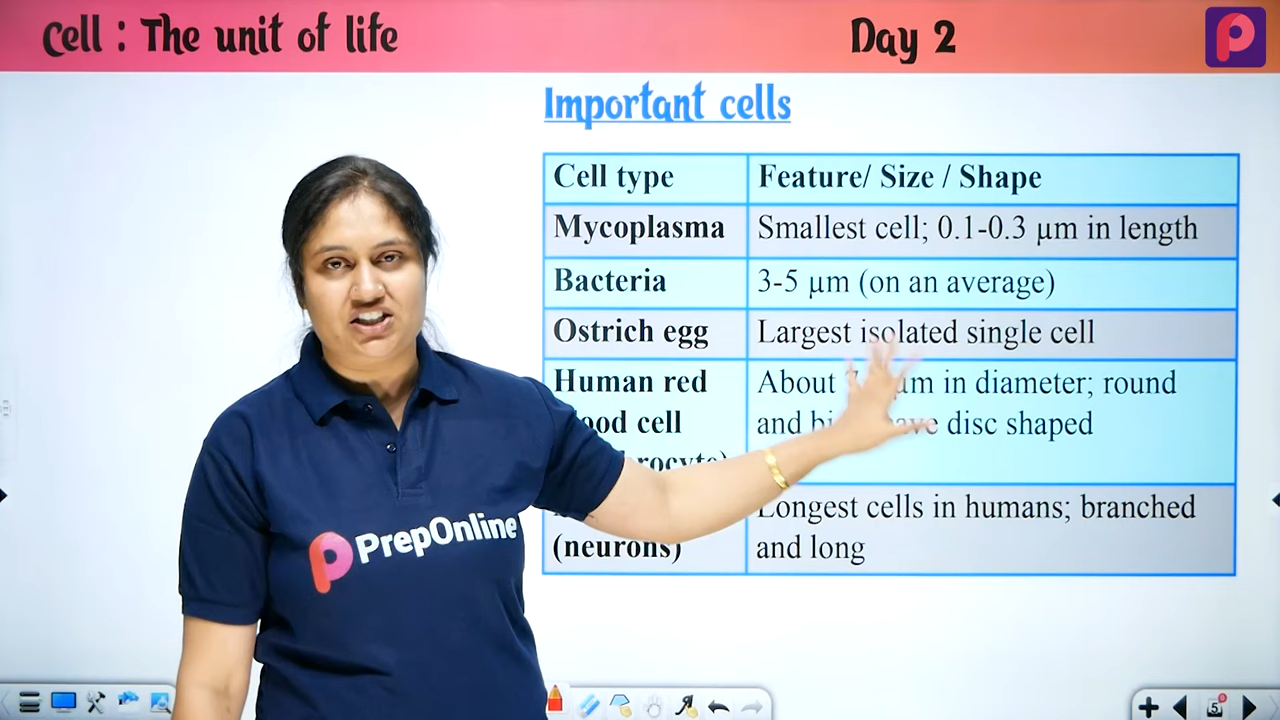 Cell : The unit of life
Day 2
Important cells
Cell type
Feature/ Size / Shape
Mycoplasma
Smallest cell; 0.1-0.3 µm in length
Bacteria
3-5 µm (on an average)
Ostrich egg
Largest isolated single cell
Human red
About µm in diameter; round
cell
and disc shaped
Longest cells in humans; branched
(neurons)
and long
PrepOnline
5